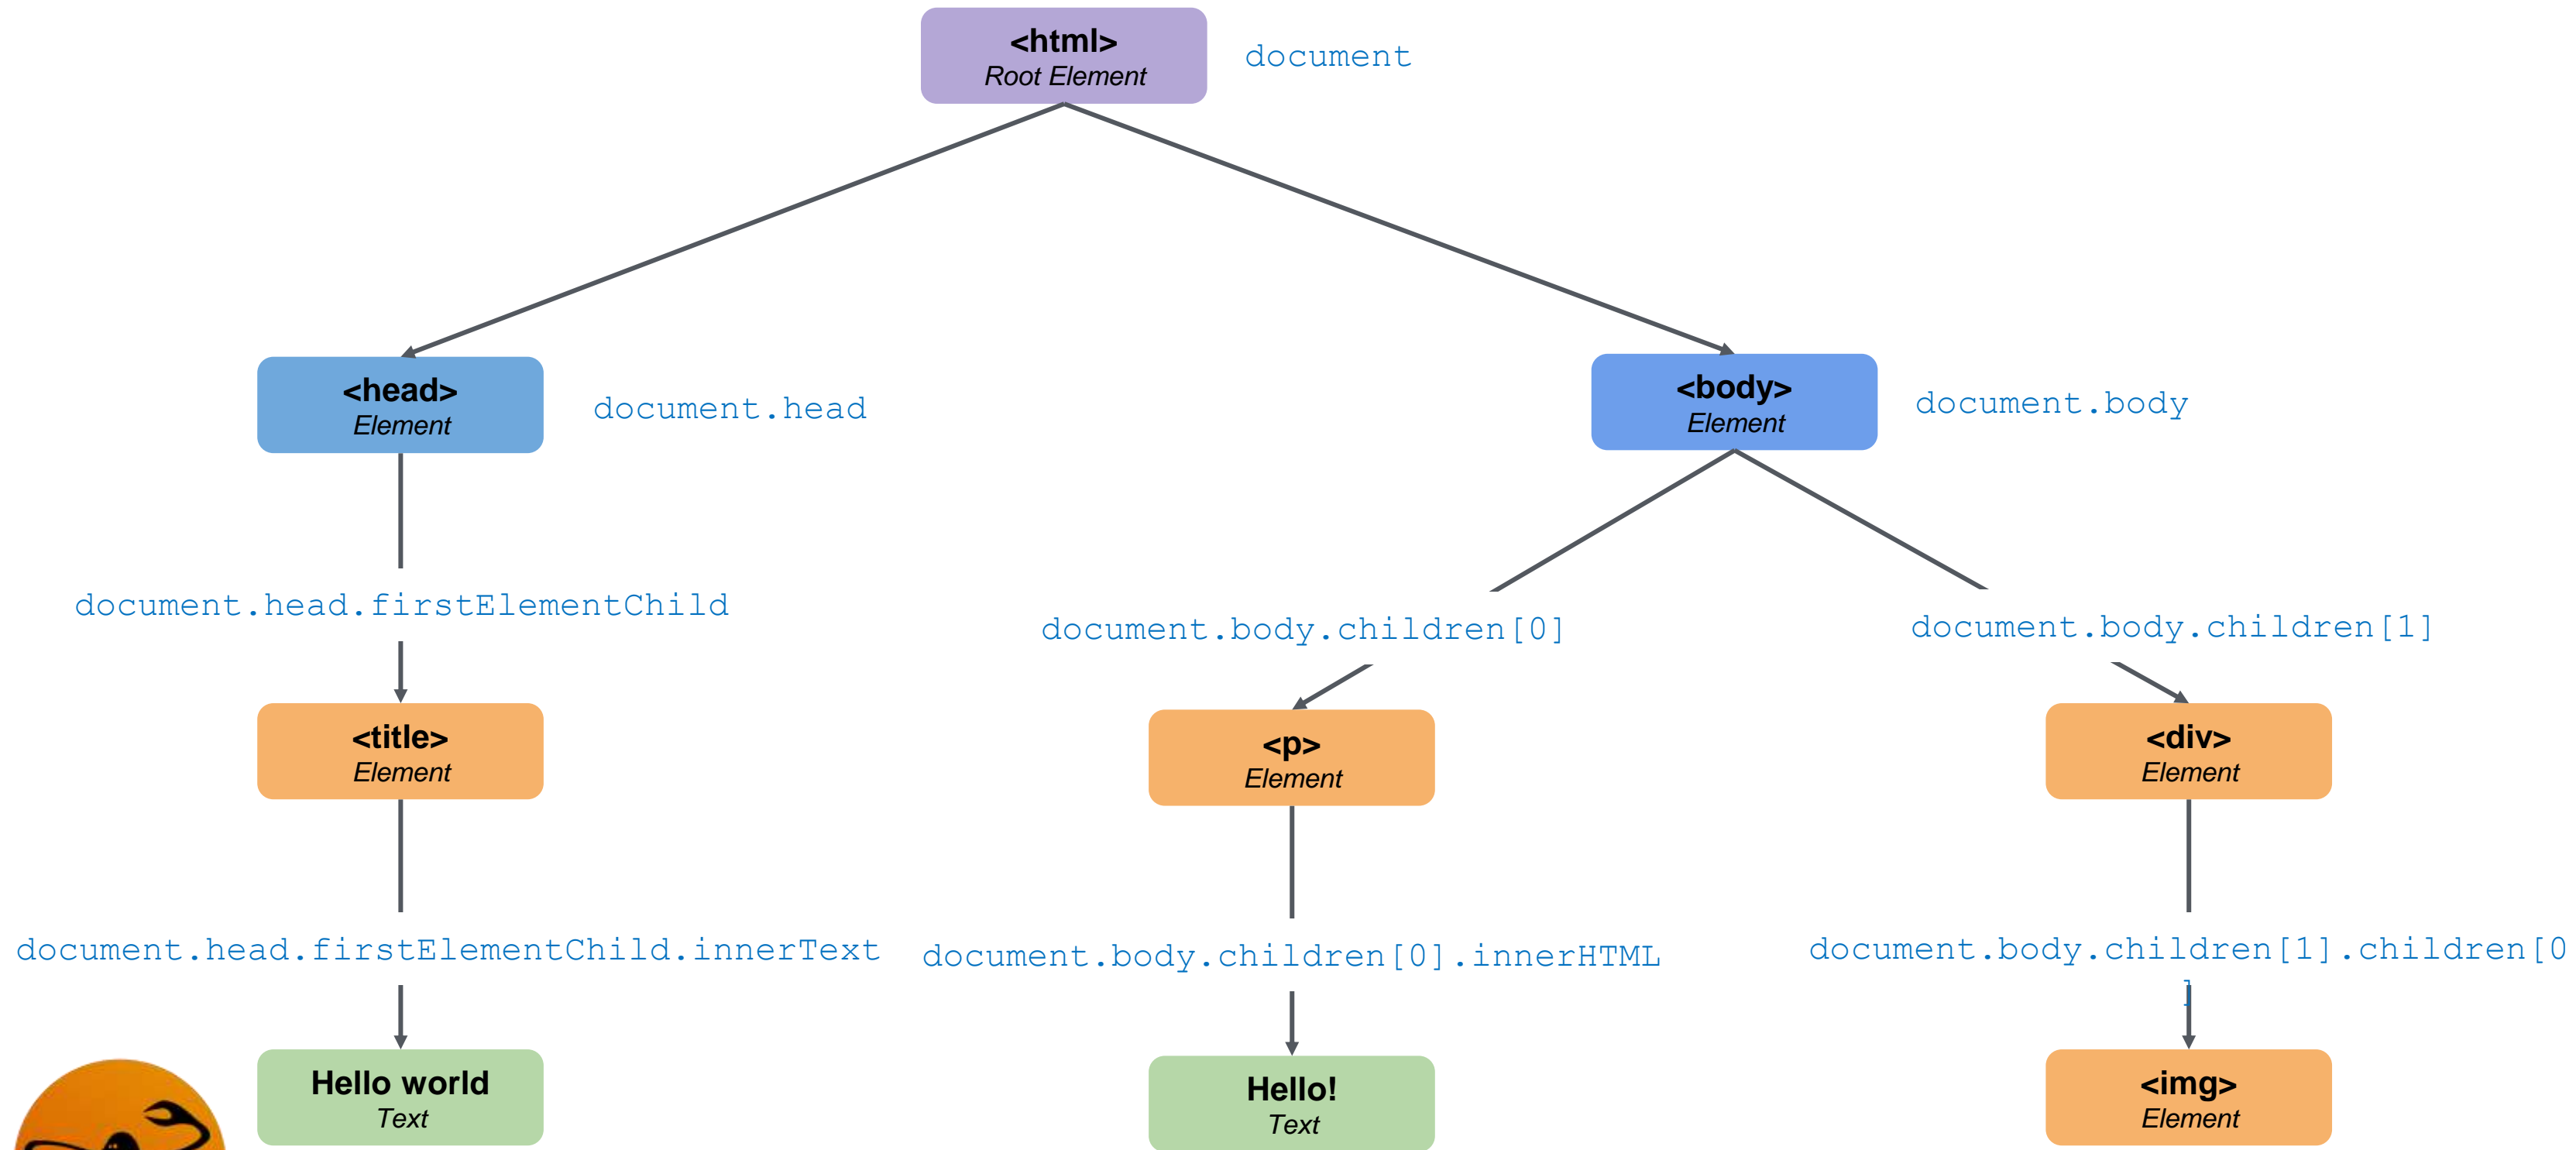 <html>
Root Element
document
<head>
Element
document.head
<body>
Element
document.body
document.head.firstElementChild
document.body.children[0]
document.body.children[1]
<title>
Element
<p>
Element
<div>
Element
document.head.firstElementChild.innerText
document.body.children[0].innerHTML
document.body.children[1].children[0
]
Hello world
Text
Hello!
Text
<img>
Element